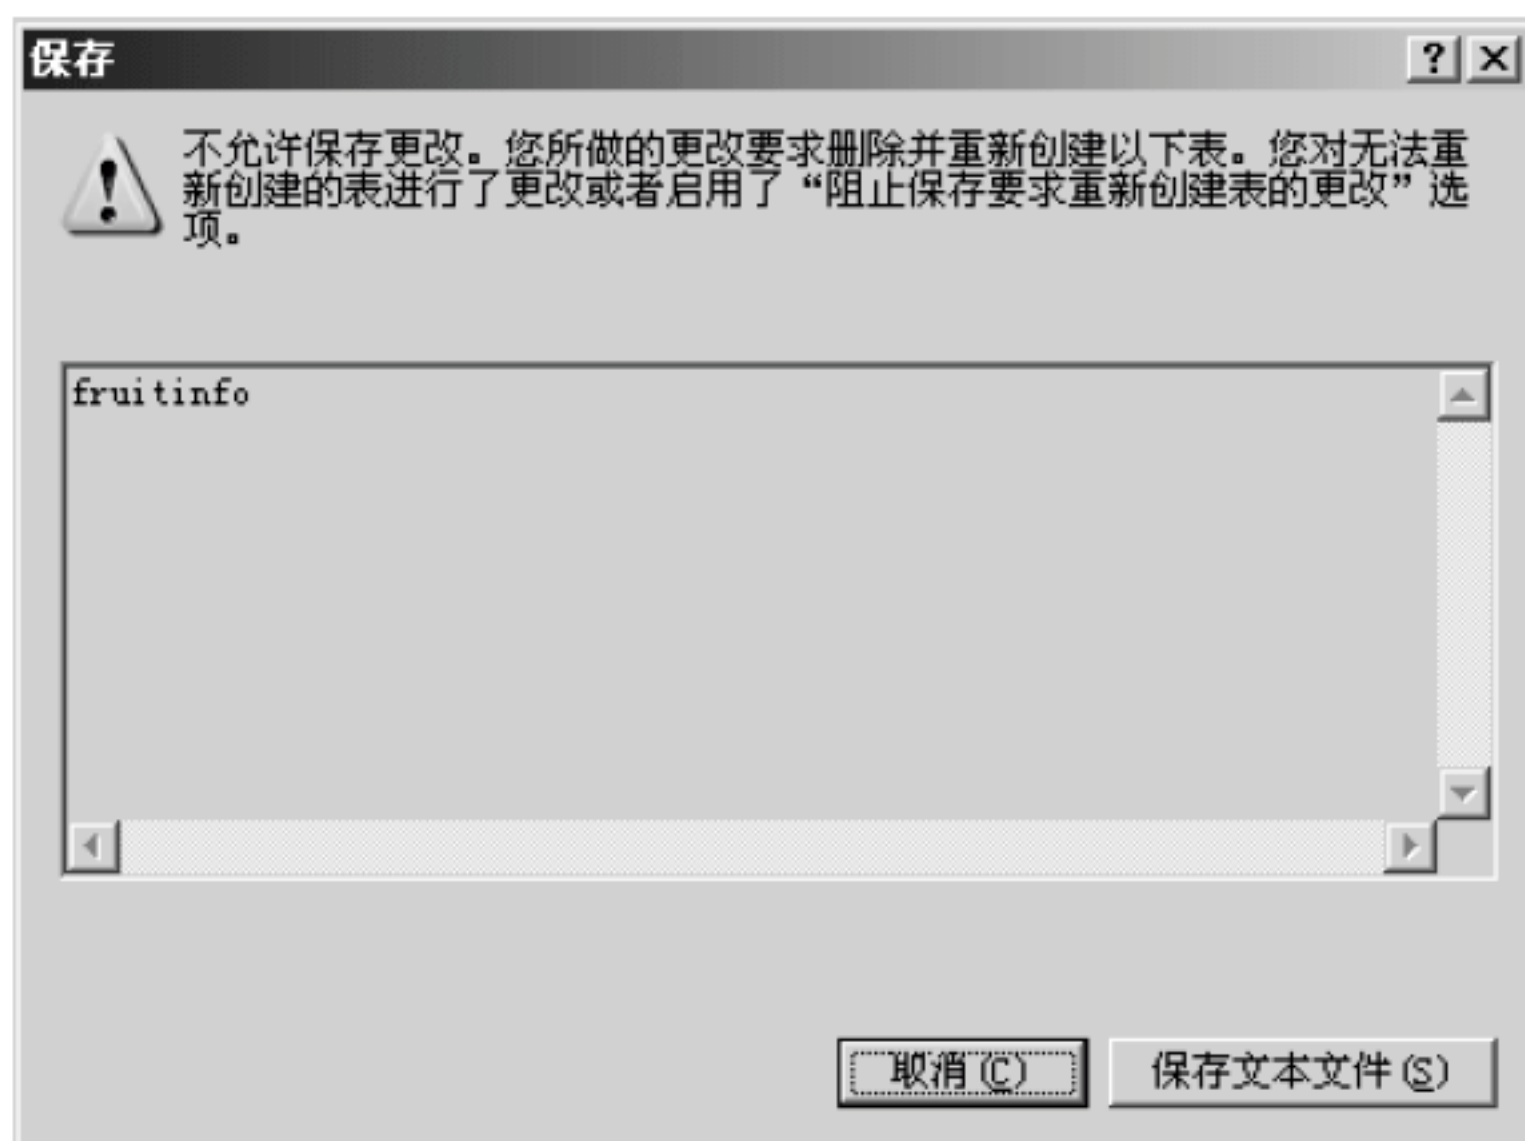 保存
不允许保存更改。您所做的更改要求删除并重新创建以下表。您对无法重
新创建的表进行了更改或者启用了“阻止保存要求重新创建表的更改”选
项。
fruitinfo
取消(C) 保存文本文件(S)